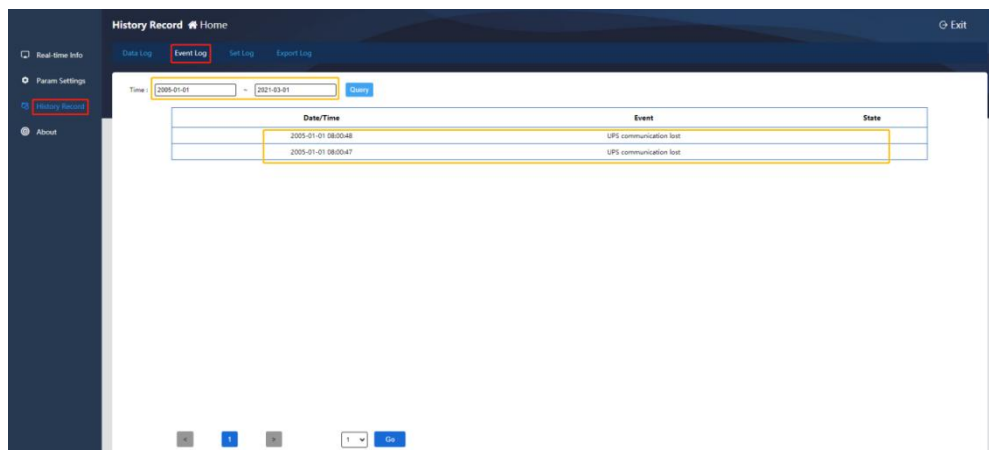 History Record Home
Exit
Real-time Info
Param Settings
History Record
About
Data Log Event Log Set Log Export Log
Time : 2005-01-01 ~ 2021-03-01 Query
Date/Time Event State
2005-01-01 08:00:48 UPS communication lost
2005-01-01 08:00:47 UPS communication lost
< 1 > 1 Go